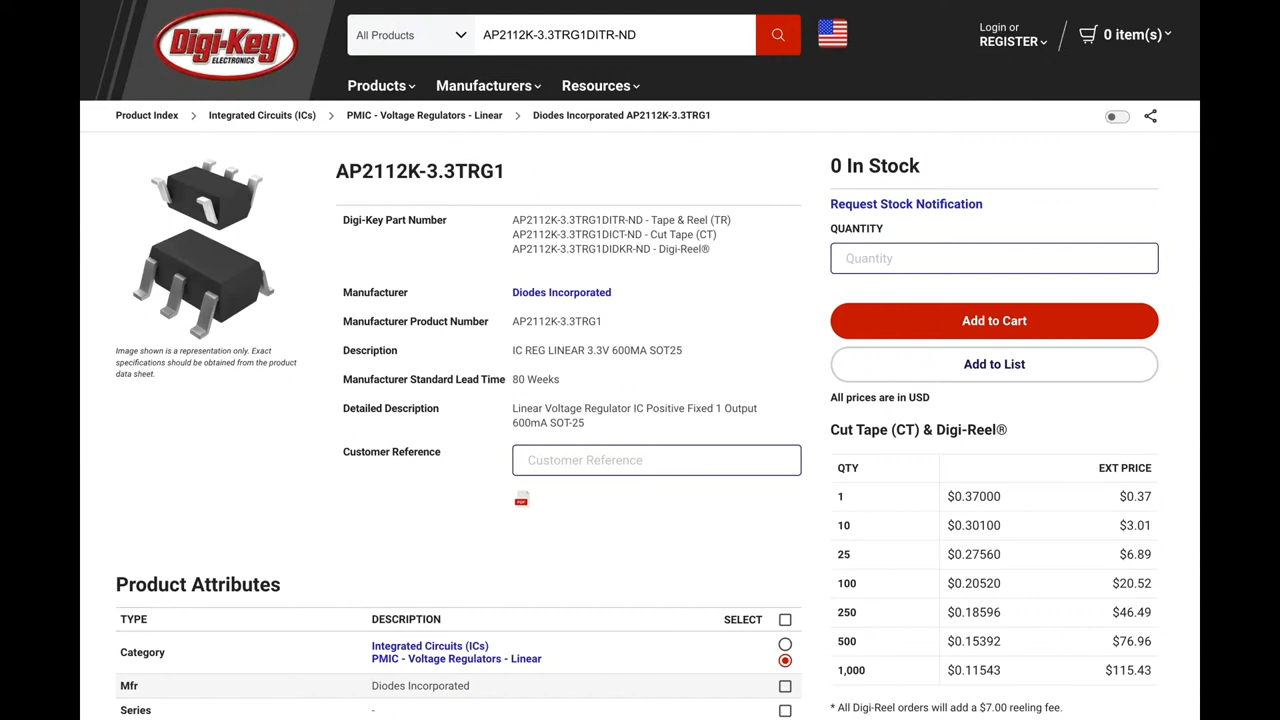 Digi-Key
ELECTRONICS
All Products
AP2112K-3.3TRG1DITR-ND
Login or
REGISTER
0 item(s)
Products
Manufacturers
Resources
Product Index > Integrated Circuits (ICs) > PMIC - Voltage Regulators - Linear > Diodes Incorporated AP2112K-3.3TRG1
Image shown is a representation only. Exact
specifications should be obtained from the product
data sheet.
AP2112K-3.3TRG1
Digi-Key Part Number
AP2112K-3.3TRG1DITR-ND - Tape & Reel (TR)
AP2112K-3.3TRG1DICT-ND - Cut Tape (CT)
AP2112K-3.3TRG1DIDKR-ND - Digi-Reel®
Manufacturer Diodes Incorporated
Manufacturer Product Number AP2112K-3.3TRG1
Description IC REG LINEAR 3.3V 600MA SOT25
Manufacturer Standard Lead Time 80 Weeks
Detailed Description Linear Voltage Regulator IC Positive Fixed 1 Output
600mA SOT-25
Customer Reference Customer Reference
PDF
0 In Stock
Request Stock Notification
QUANTITY
Quantity
Add to Cart
Add to List
All prices are in USD
Cut Tape (CT) & Digi-Reel®
QTY EXT PRICE
1 $0.37000 $0.37
10 $0.30100 $3.01
25 $0.27560 $6.89
100 $0.20520 $20.52
250 $0.18596 $46.49
500 $0.15392 $76.96
1,000 $0.11543 $115.43
* All Digi-Reel orders will add a $7.00 reeling fee.
Product Attributes
TYPE DESCRIPTION SELECT
Category Integrated Circuits (ICs)
PMIC - Voltage Regulators - Linear
Mfr Diodes Incorporated
Series -